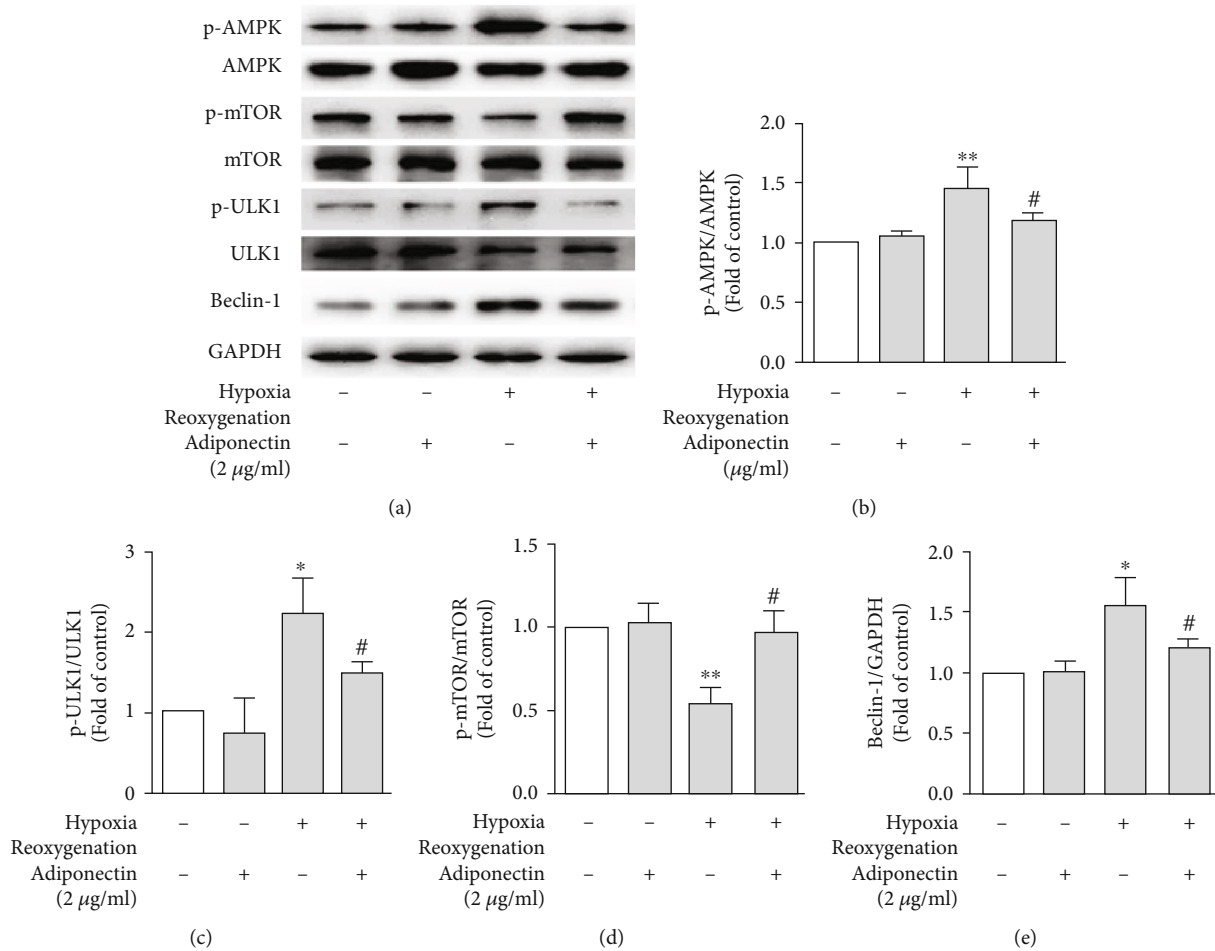 p-AMPK
AMPK
p-mTOR
mTOR
p-ULK1
ULK1
Beclin-1
GAPDH
Hypoxia – – + +
Reoxygenation
Adiponectin – + – +
(2 μg/ml)
(a)
p-AMPK/AMPK
(Fold of control)
2.0
1.5
1.0
0.5
0.0
**
#
Hypoxia – – + +
Reoxygenation
Adiponectin – + – +
(μg/ml)
(b)
p-ULK1/ULK1
(Fold of control)
3
2
1
0
*
#
Hypoxia – – + +
Reoxygenation
Adiponectin – + – +
(2 μg/ml)
(c)
p-mTOR/mTOR
(Fold of control)
1.5
1.0
0.5
0.0
**
#
Hypoxia – – + +
Reoxygenation
Adiponectin – + – +
(2 μg/ml)
(d)
Beclin-1/GAPDH
(Fold of control)
2.0
1.5
1.0
0.5
0.0
*
#
Hypoxia – – + +
Reoxygenation
Adiponectin – + – +
(2 μg/ml)
(e)